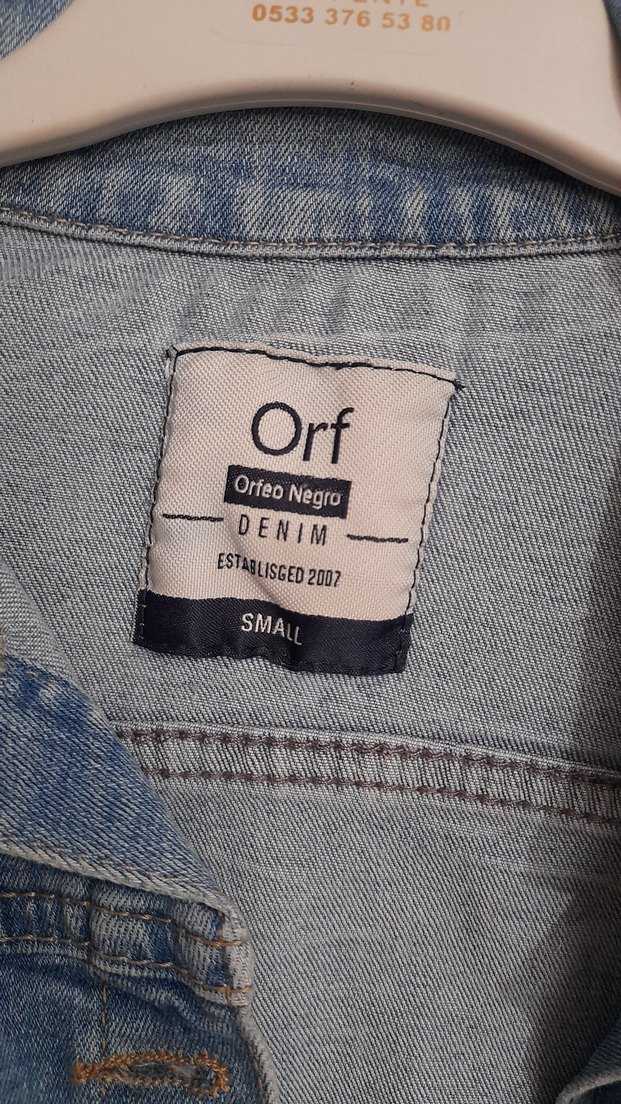 0533 376 53 80
Orf
Orfeo Negro
DENIM
ESTABLISGED 2007
SMALL